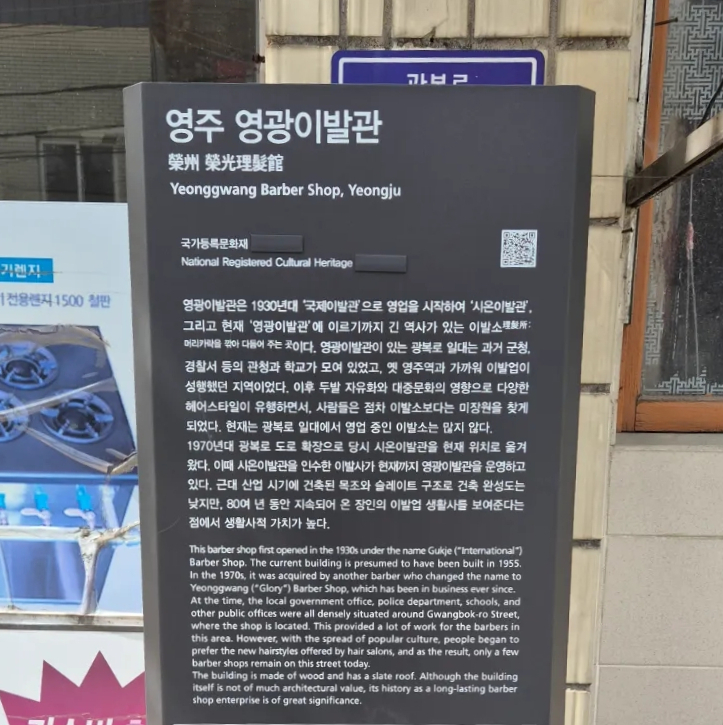 광복로
영주 영광이발관
榮州 榮光理髮館
Yeonggwang Barber Shop, Yeongju
국가등록문화재
National Registered Cultural Heritage
영광이발관은 1930년대 '국제이발관'으로 영업을 시작하여 '시온이발관',
그리고 현재 '영광이발관'에 이르기까지 긴 역사가 있는 이발소理髮所:
머리카락을 깎아 다듬어 주는 곳이다. 영광이발관이 있는 광복로 일대는 과거 군청,
경찰서 등의 관청과 학교가 모여 있었고, 옛 영주역과 가까워 이발업이
성행했던 지역이었다. 이후 두발 자유화와 대중문화의 영향으로 다양한
헤어스타일이 유행하면서, 사람들은 점차 이발소보다는 미장원을 찾게
되었다. 현재는 광복로 일대에서 영업 중인 이발소는 많지 않다.
1970년대 광복로 도로 확장으로 당시 시온이발관을 현재 위치로 옮겨
왔다. 이때 시온이발관을 인수한 이발사가 현재까지 영광이발관을 운영하고
있다. 근대 산업 시기에 건축된 목조와 슬레이트 구조로 건축 완성도는
낮지만, 80여 년 동안 지속되어 온 장인의 이발업 생활사를 보여준다는
점에서 생활사적 가치가 높다.
This barber shop first opened in the 1930s under the name Gukje ("International")
Barber Shop. The current building is presumed to have been built in 1955.
In the 1970s, it was acquired by another barber who changed the name to
Yeonggwang ("Glory") Barber Shop, which has been in business ever since.
At the time, the local government office, police department, schools, and
other public offices were all densely situated around Gwangbok-ro Street,
where the shop is located. This provided a lot of work for the barbers in
this area. However, with the spread of popular culture, people began to
prefer the new hairstyles offered by hair salons, and as the result, only a few
barber shops remain on this street today.
The building is made of wood and has a slate roof. Although the building
itself is not of much architectural value, its history as a long-lasting barber
shop enterprise is of great significance.
가렌지
전용렌지 1500 철판